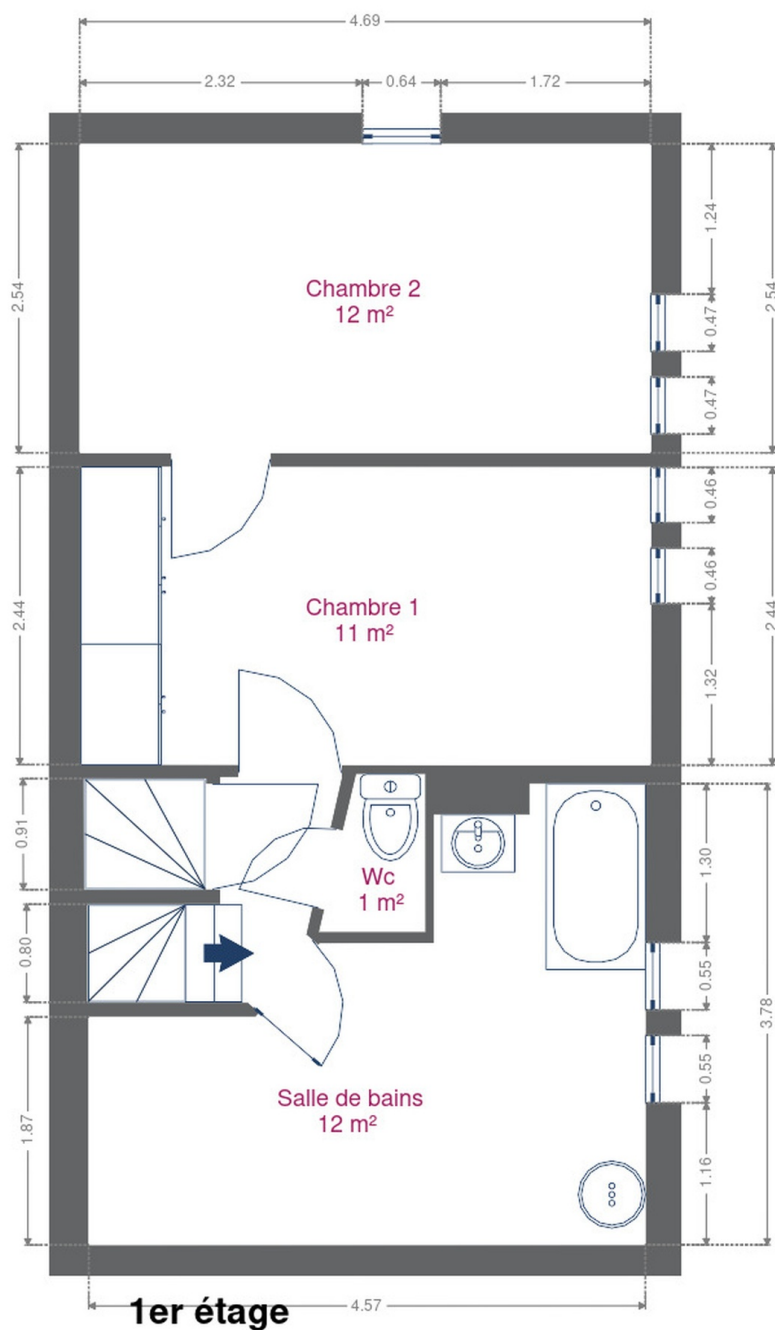 4.69
2.32
0.64
1.72
2.54
1.24
0.47
0.47
2.54
Chambre 2
12 m²
2.44
0.46
0.46
1.32
2.44
Chambre 1
11 m²
0.91
0.80
1.87
Wc
1 m²
1.30
0.55
0.55
1.16
3.78
Salle de bains
12 m²
4.57
1er étage